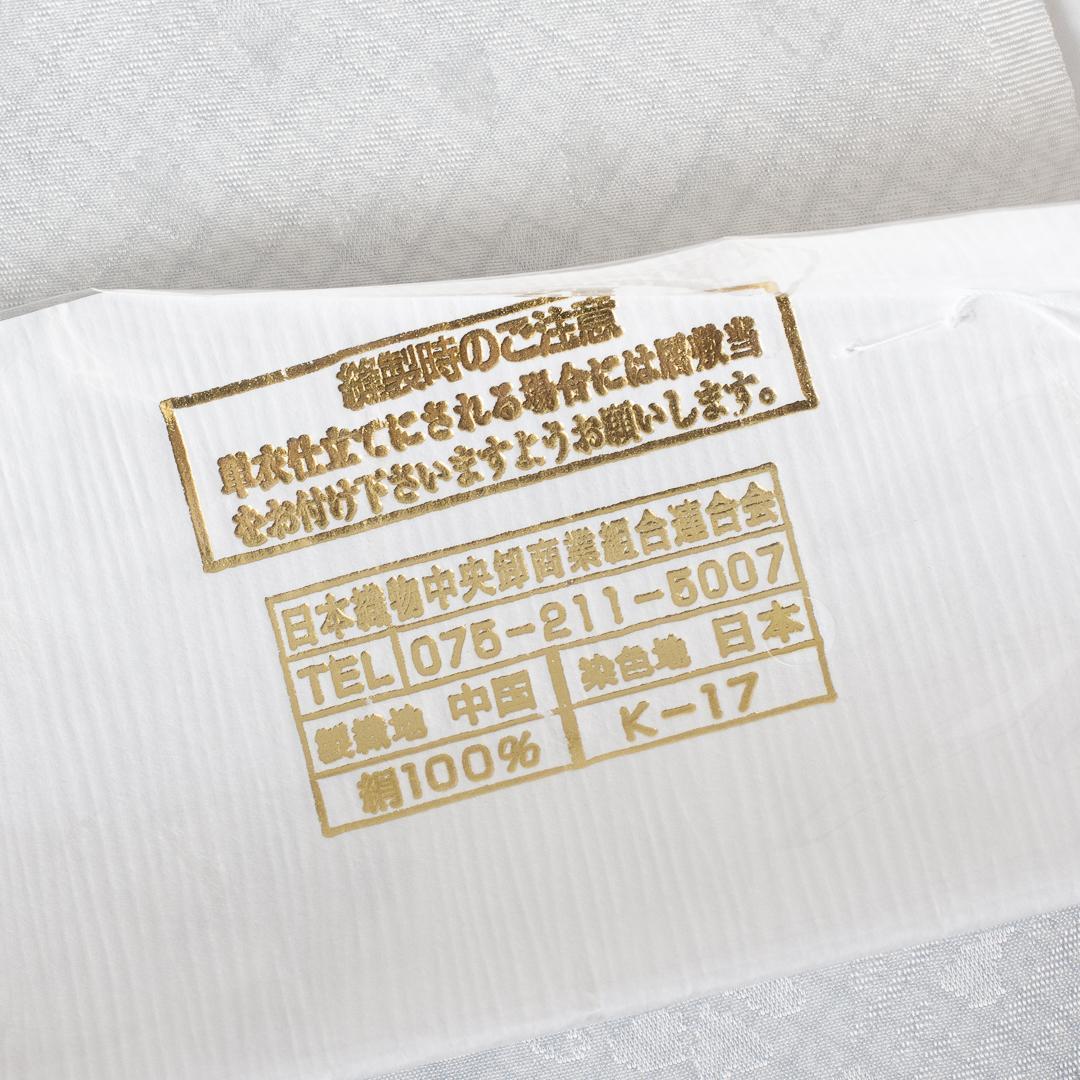 縫製時のご注意
単衣仕立てにされる場合には居敷当
をお付け下さいますようお願いします。
日本織物中央卸商業組合連合会
TEL 075-211-5007
製織地 中国 染色地 日本
絹100% K-17